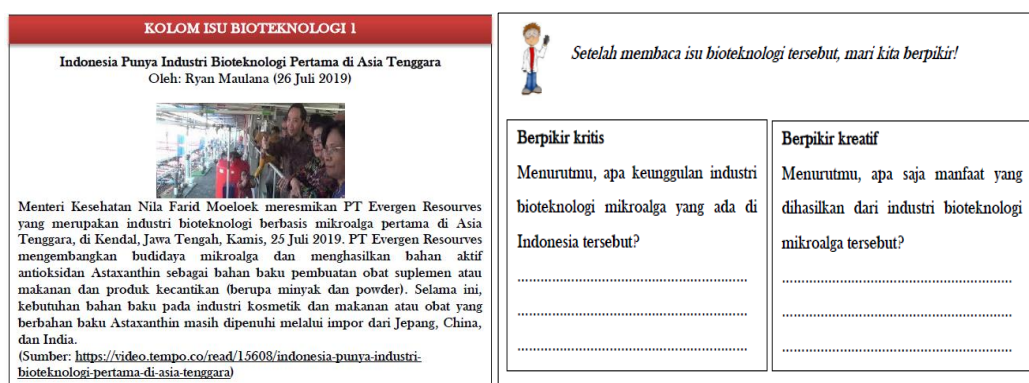 KOLOM ISU BIOTEKNOLOGI 1
Indonesia Punya Industri Bioteknologi Pertama di Asia Tenggara
Oleh: Ryan Maulana (26 Juli 2019)
Menteri Kesehatan Nila Farid Moeloek meresmikan PT Evergen Resourves
yang merupakan industri bioteknologi berbasis mikroalga pertama di Asia
Tenggara, di Kendal, Jawa Tengah, Kamis, 25 Juli 2019. PT Evergen Resourves
mengembangkan budidaya mikroalga dan menghasilkan bahan aktif
antioksidan Astaxanthin sebagai bahan baku pembuatan obat suplemen atau
makanan dan produk kecantikan (berupa minyak dan powder). Selama ini,
kebutuhan bahan baku pada industri kosmetik dan makanan atau obat yang
berbahan baku Astaxanthin masih dipenuhi melalui impor dari Jepang, China,
dan India.
(Sumber: https://video.tempo.co/read/15608/indonesia-punya-industri-
bioteknologi-pertama-di-asia-tenggara)
Setelah membaca isu bioteknologi tersebut, mari kita berpikir!
Berpikir kritis
Menurutmu, apa keunggulan industri
bioteknologi mikroalga yang ada di
Indonesia tersebut?
Berpikir kreatif
Menurutmu, apa saja manfaat yang
dihasilkan dari industri bioteknologi
mikroalga tersebut?